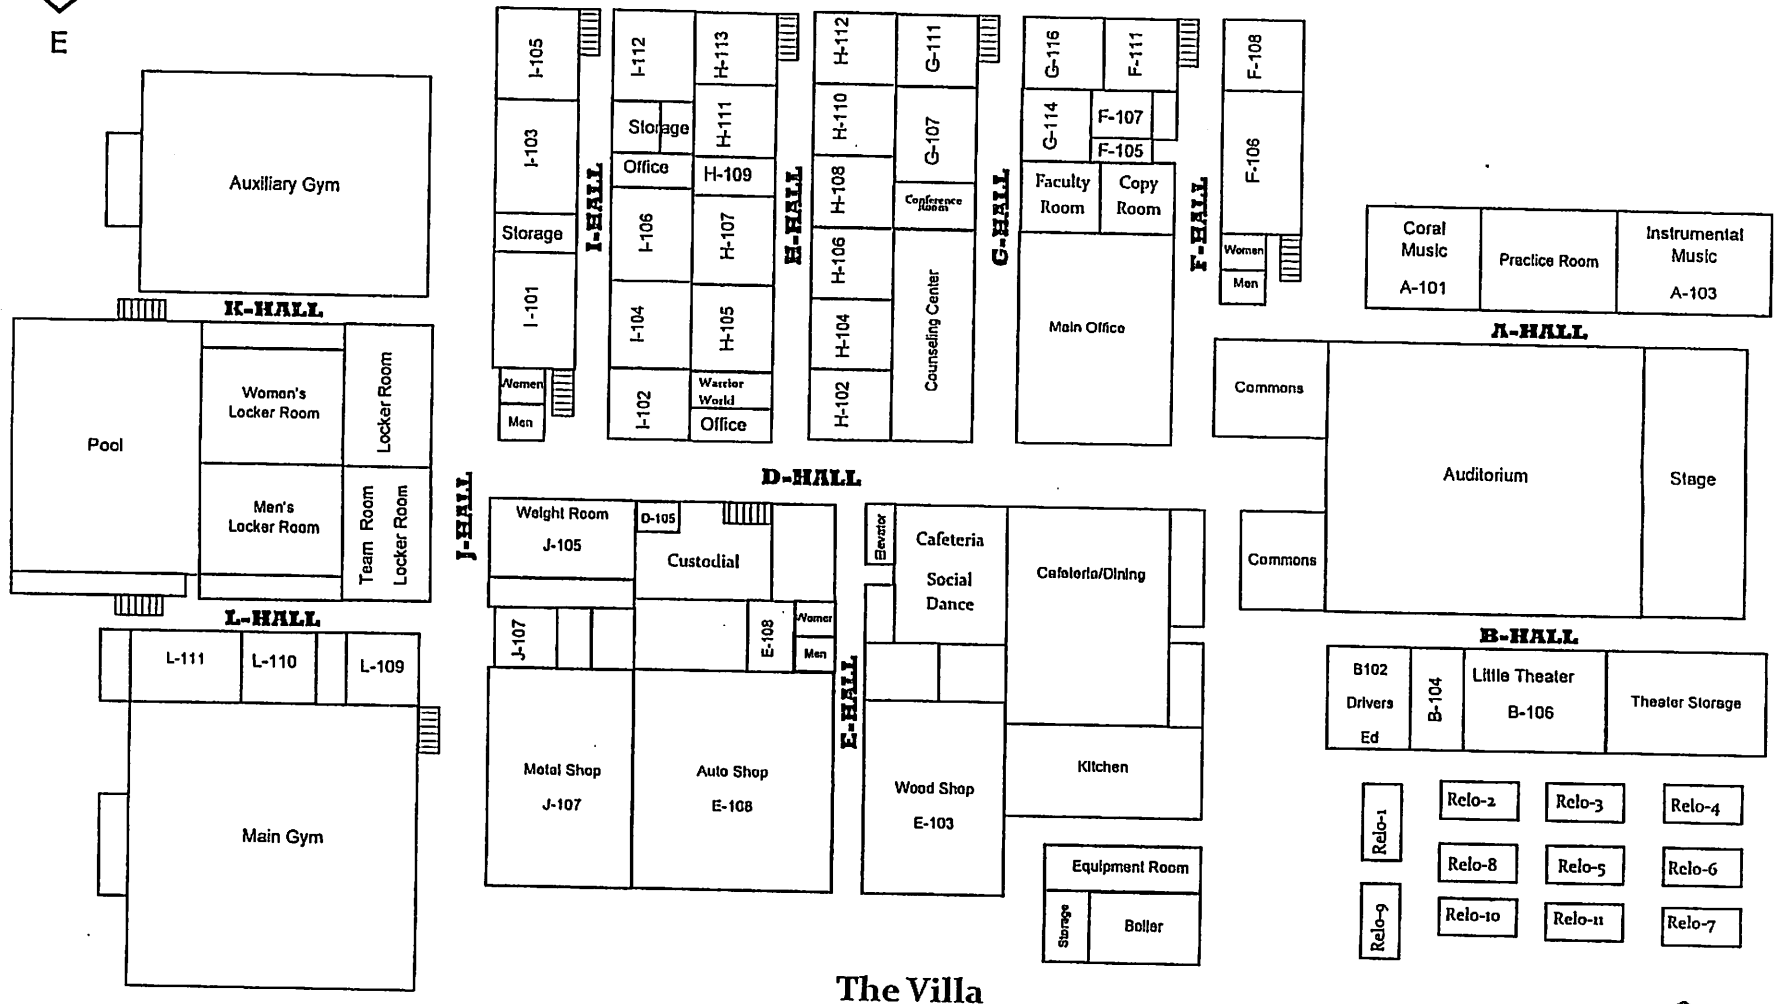 E
I-105
I-103
Storage
I-101
Women
Men
I-HALL
I-112
Storage
Office
I-106
I-104
I-102
H-113
H-111
H-109
H-107
H-105
Warrior
World
Office
H-HALL
H-112
H-110
H-108
H-106
H-104
H-102
G-111
G-107
Conference
Room
Counseling Center
G-HALL
G-116
G-114
F-111
F-107
F-105
Faculty
Room
Copy
Room
Main Office
F-HALL
F-108
F-106
Women
Men
Auxiliary Gym
K-HALL
Pool
Women's
Locker Room
Men's
Locker Room
Locker Room
Team Room
Locker Room
L-HALL
L-111
L-110
L-109
Main Gym
J-HALL
D-HALL
Weight Room
J-105
D-105
Custodial
J-107
E-108
Women
Men
Metal Shop
J-107
Auto Shop
E-108
E-HALL
Elevator
Cafeteria
Social
Dance
Cafeteria/Dining
Wood Shop
E-103
Kitchen
Equipment Room
Storage
Boiler
Coral
Music
A-101
Practice Room
Instrumental
Music
A-103
A-HALL
Commons
Commons
Auditorium
Stage
B-HALL
B102
Drivers
Ed
B-104
Little Theater
B-106
Theater Storage
Relo-1
Relo-2
Relo-3
Relo-4
Relo-8
Relo-5
Relo-6
Relo-9
Relo-10
Relo-11
Relo-7
The Villa